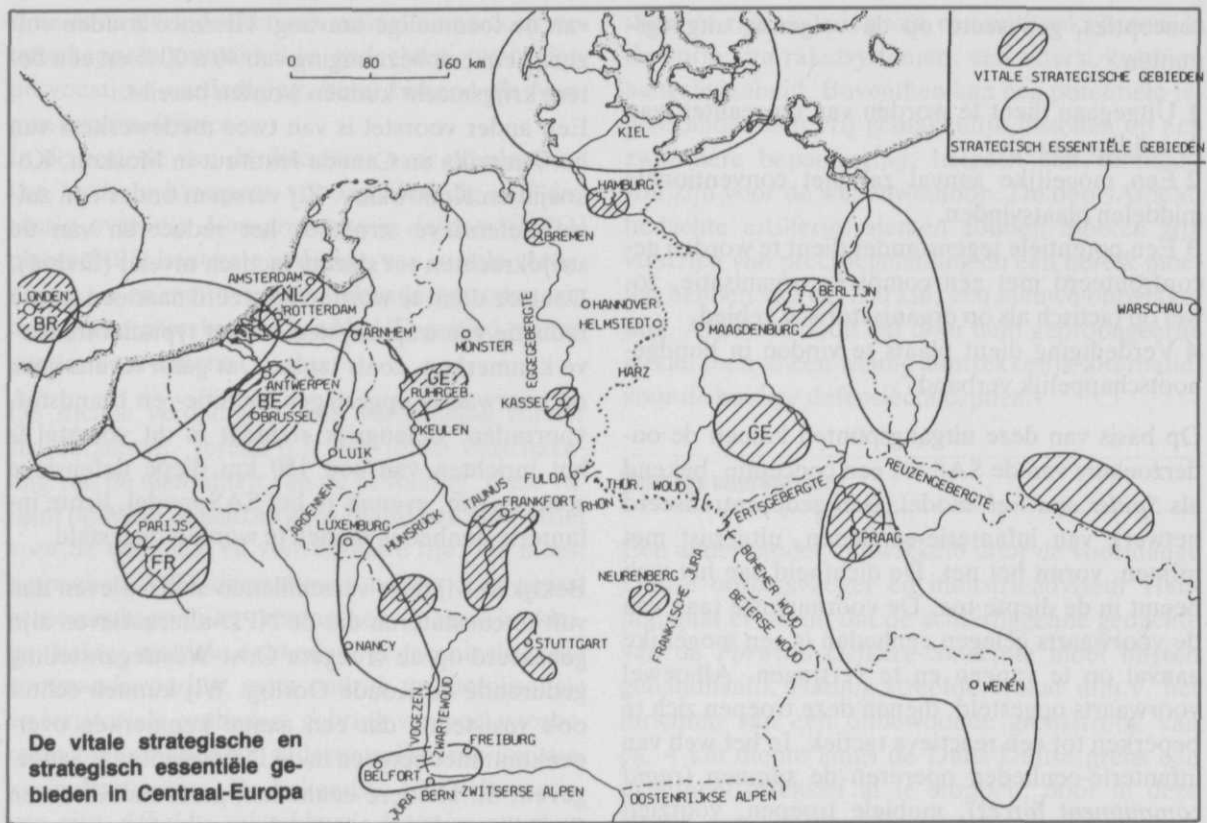 0 80 160 km
VITALE STRATEGISCHE GEBIEDEN
STRATEGISCH ESSENTIËLE GEBIEDEN
KIEL
HAMBURG
BREMEN
LONDEN
BR
AMSTERDAM
NL
ROTTERDAM
ARNHEM
MÜNSTER
ANTWERPEN
BE
BRUSSEL
GE
RUHRGEB.
KEULEN
LUIK
EGGEGEBERGTE
HANNOVER
HELMSTEDT
HARZ
KASSEL
MAAGDENBURG
BERLIJN
WARSCHAU
GE
FULDA
THÜR. WOUD
RHÖN
ERTSGEBERGTE
REUZENGEBERGTE
PRAAG
PARIJS
FR
ARDENNEN
LUXEMBURG
HUNSRÜCK
TAUNUS
FRANKFORT
NEURENBERG
FRANKISCHE JURA
BOHEMER WOUD
BEIERSE WOUD
STUTTGART
NANCY
VOGEZEN
ZWARTEWOUD
FREIBURG
BELFORT
JURA
BERN
ZWITSERSE ALPEN
OOSTENRIJKSE ALPEN
WENEN
De vitale strategische en
strategisch essentiële ge-
bieden in Centraal-Europa